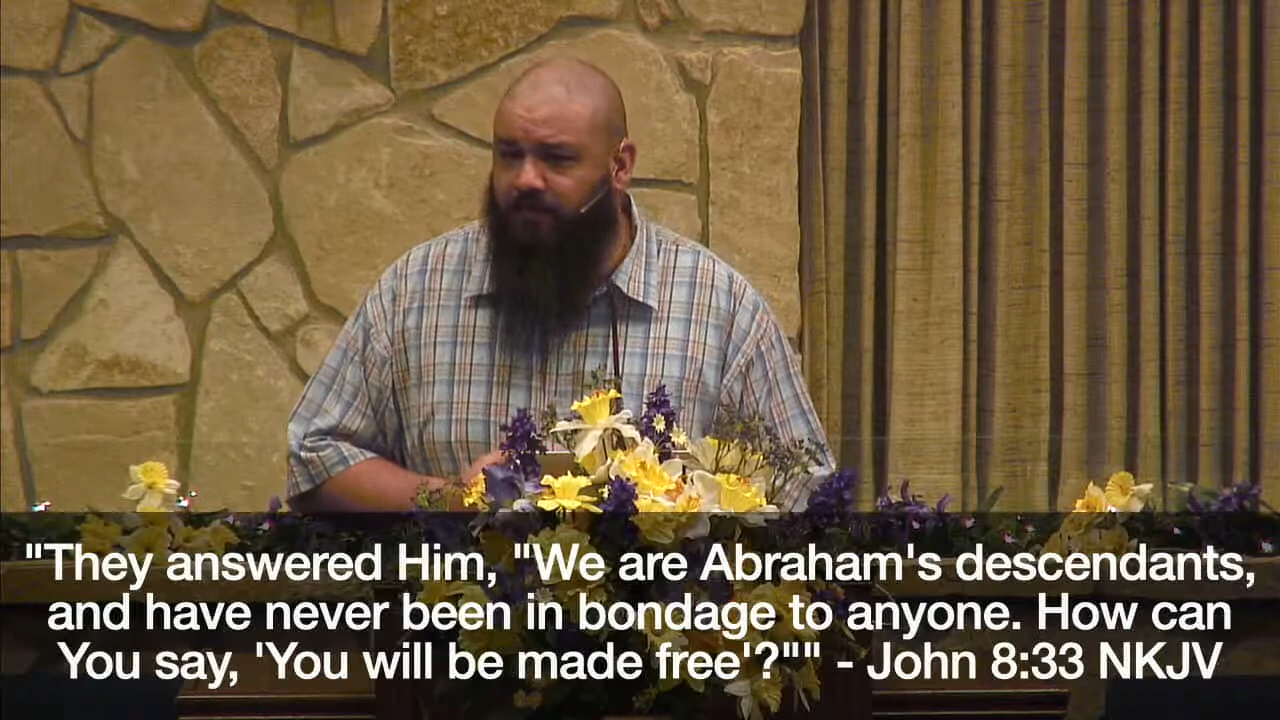 "They answered Him, "We are Abraham's descendants,
and have never been in bondage to anyone. How can
You say, 'You will be made free'?"" - John 8:33 NKJV